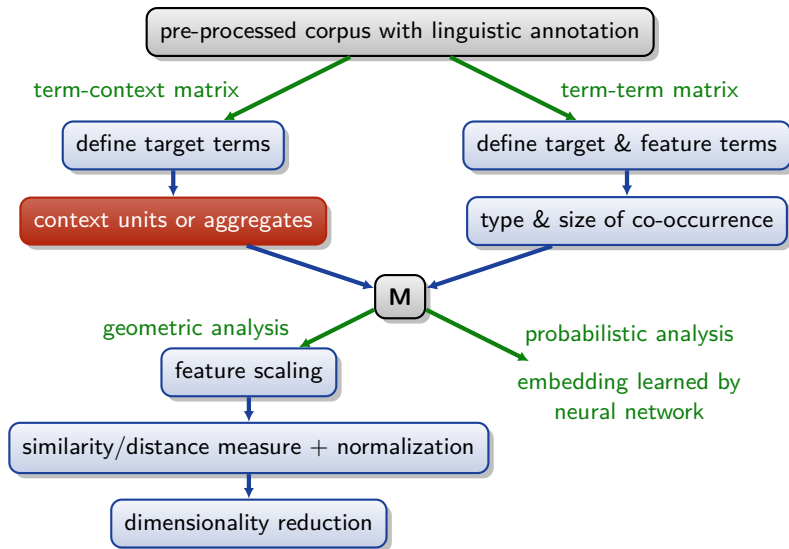 pre-processed corpus with linguistic annotation
term-context matrix
term-term matrix
define target terms
define target & feature terms
context units or aggregates
type & size of co-occurrence
M
geometric analysis
probabilistic analysis
feature scaling
embedding learned by
neural network
similarity/distance measure + normalization
dimensionality reduction